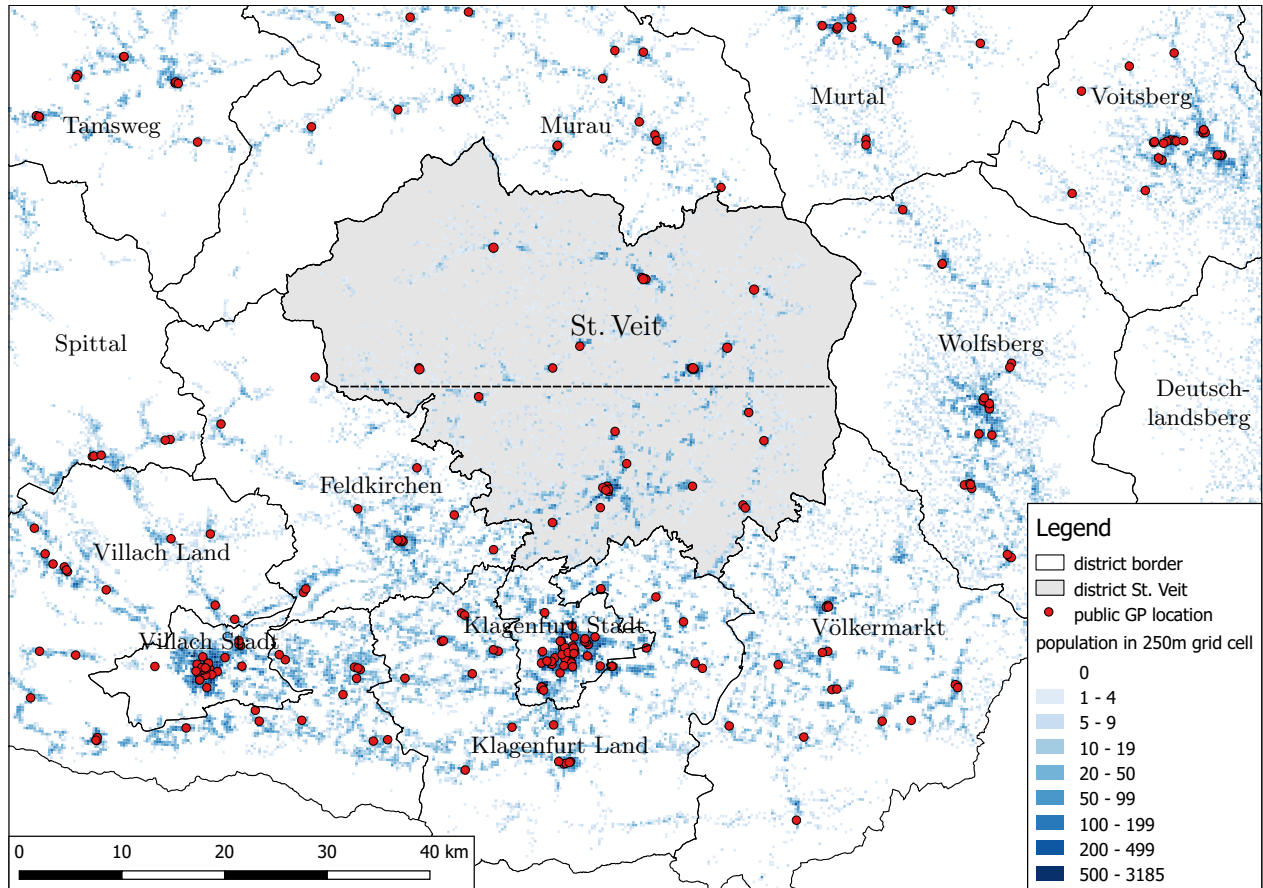 Murtal
Voitsberg
Tamsweg
Murau
St. Veit
Spittal
Wolfsberg
Deutsch-
landsberg
Feldkirchen
Villach Land
Villach Stadt
Klagenfurt Stadt
Völkermarkt
Klagenfurt Land
Legend
district border
district St. Veit
public GP location
population in 250m grid cell
0
1 - 4
5 - 9
10 - 19
20 - 50
50 - 99
100 - 199
200 - 499
500 - 3185
0 10 20 30 40 km